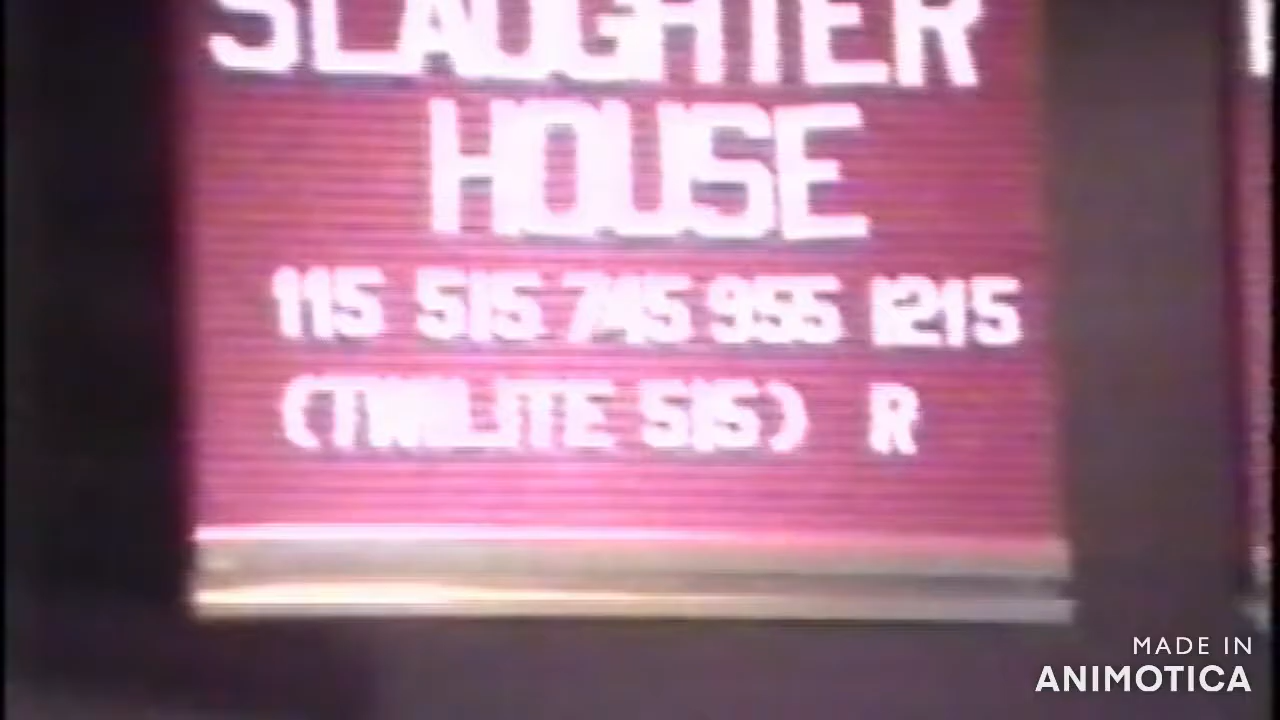 SLAUGHTER
HOUSE
115 515 745 955 1215
(TWILITE 515) R
MADE IN
ANIMOTICA